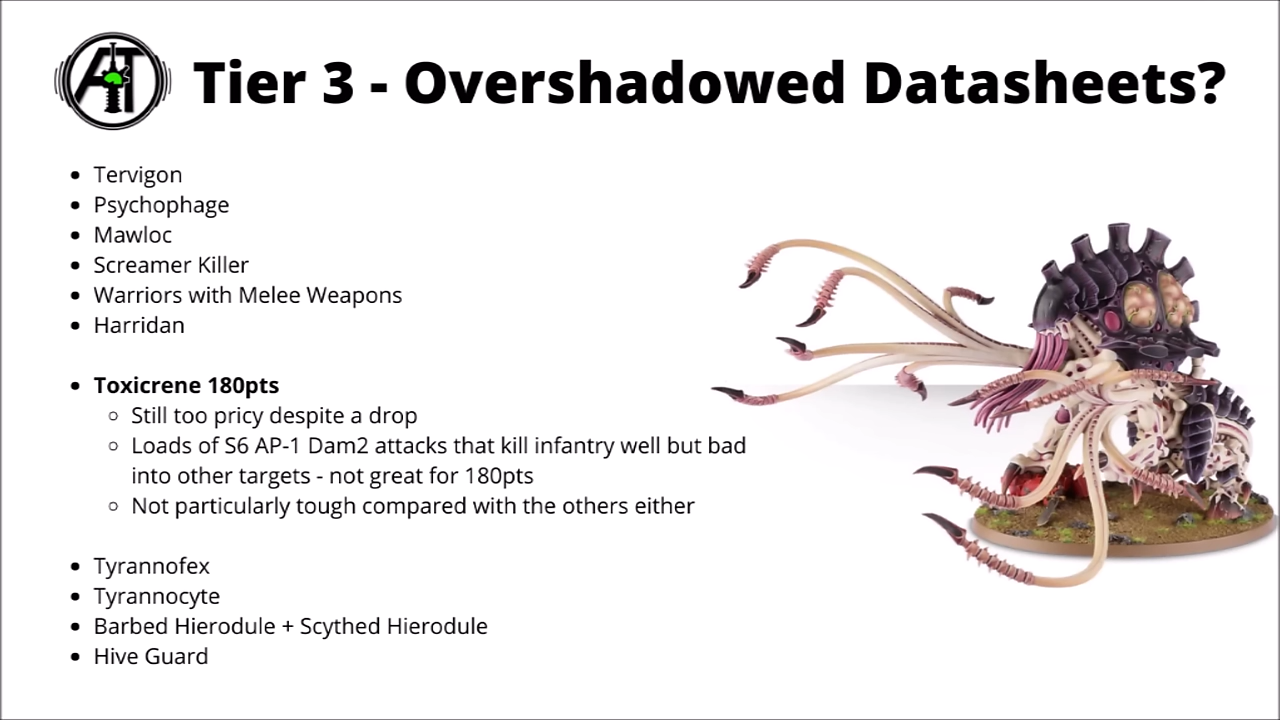 AT
Tier 3 - Overshadowed Datasheets?
Tervigon
Psychophage
Mawloc
Screamer Killer
Warriors with Melee Weapons
Harridan
Toxicrene 180pts
Still too pricy despite a drop
Loads of S6 AP-1 Dam2 attacks that kill infantry well but bad
into other targets - not great for 180pts
Not particularly tough compared with the others either
Tyrannofex
Tyrannocyte
Barbed Hierodule + Scythed Hierodule
Hive Guard